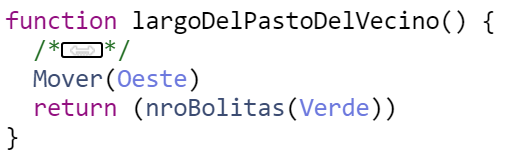 function largoDelPastoDelVecino() {
/**/
Mover(Oeste)
return (nroBolitas(Verde))
}